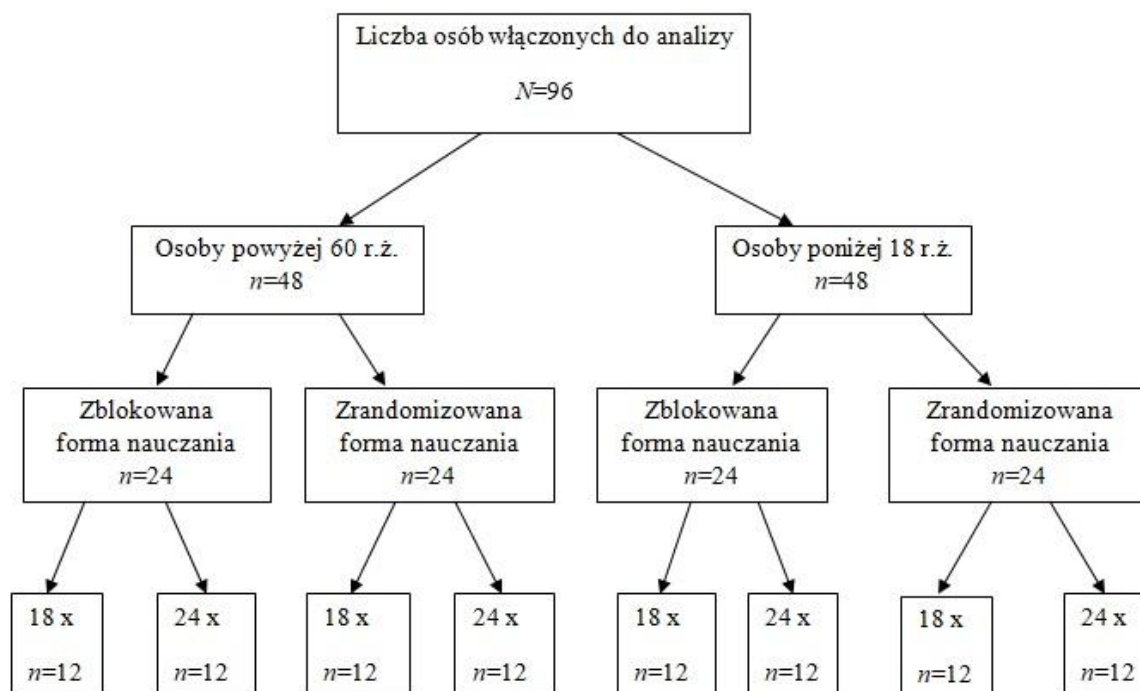 Liczba osób włączonych do analizy
N=96
Osoby powyżej 60 r.ż.
n=48
Osoby poniżej 18 r.ż.
n=48
Zblokowana
forma nauczania
n=24
Zrandomizowana
forma nauczania
n=24
Zblokowana
forma nauczania
n=24
Zrandomizowana
forma nauczania
n=24
18 x
n=12
24 x
n=12
18 x
n=12
24 x
n=12
18 x
n=12
24 x
n=12
18 x
n=12
24 x
n=12